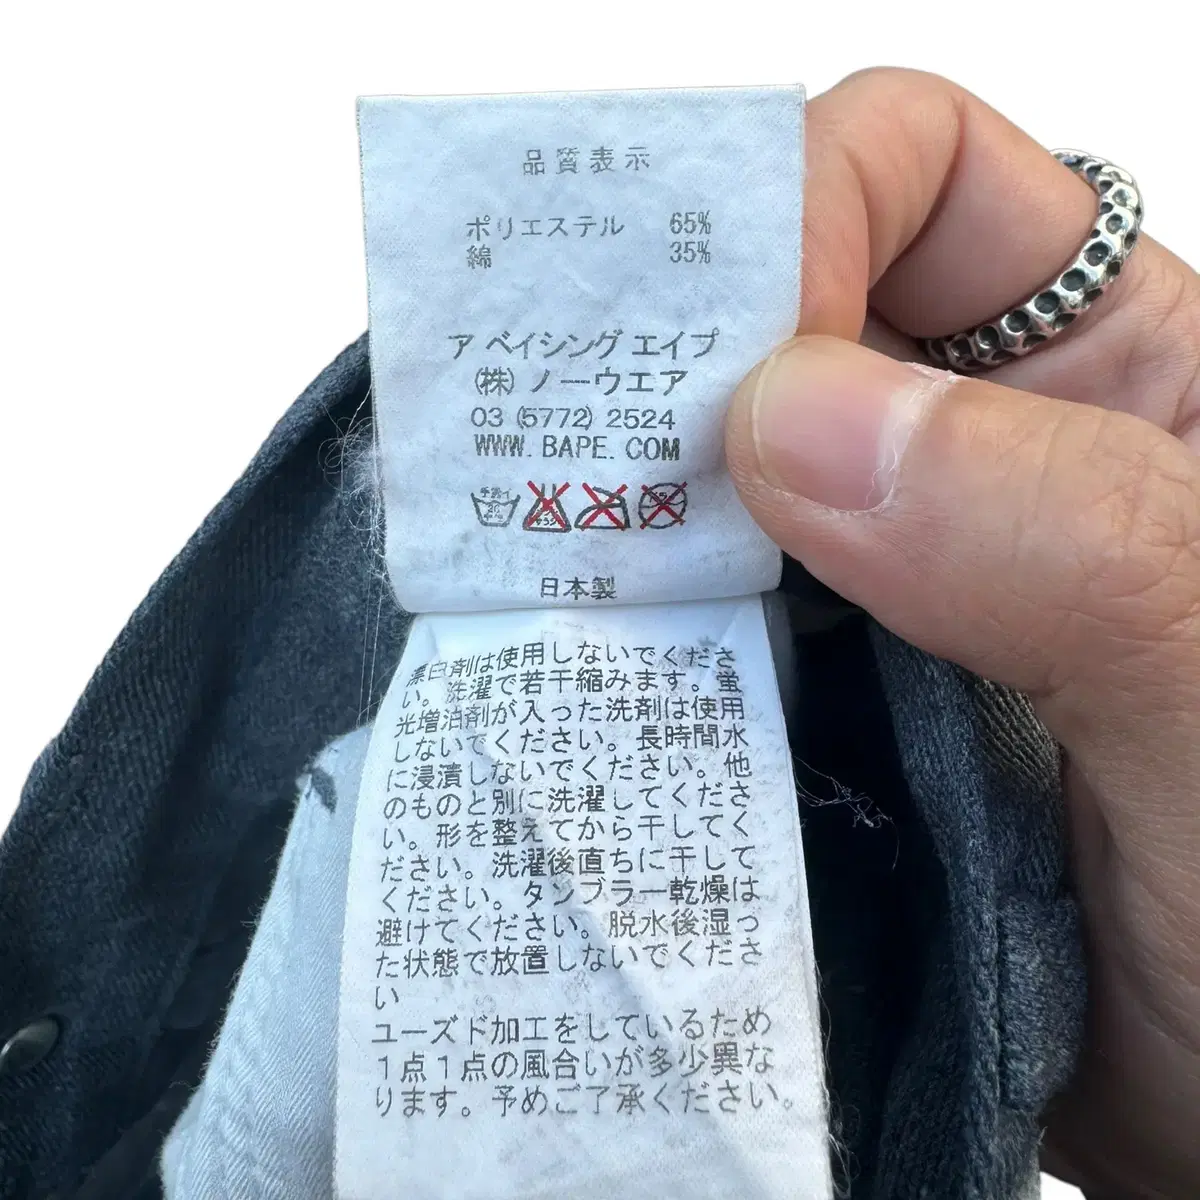 品質表示
ポリエステル 65%
綿 35%
ア ベイシング エイプ
(株) ノーウエア
03 (5772) 2524
WWW. BAPE. COM
日本製
漂白剤は使用しないでくださ
い。洗濯で若干縮みます。蛍
光増泊剤が入った洗剤は使用
しないでください。長時間水
に浸漬しないでください。他
のものと別に洗濯してくださ
い。形を整えてから干してく
ださい。洗濯後直ちに干して
ください。タンブラー乾燥は
避けてください。脱水後湿っ
た状態で放置しないでくださ
い
ユーズド加工をしているため
1点1点の風合いが多少異な
ります。予めご了承ください。